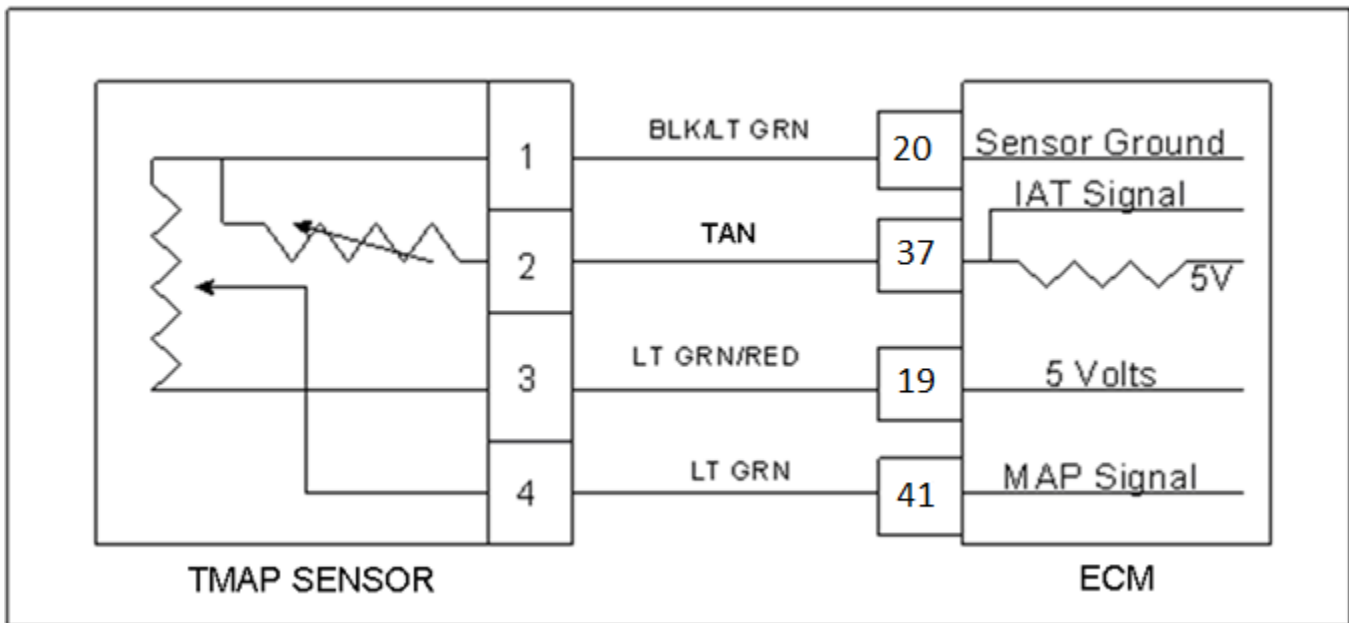 1
BLK/LT GRN
20
Sensor Ground
IAT Signal
2
TAN
37
5V
3
LT GRN/RED
19
5 Volts
4
LT GRN
41
MAP Signal
TMAP SENSOR
ECM